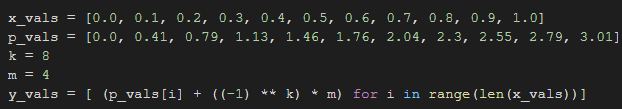 x_vals = [0.0, 0.1, 0.2, 0.3, 0.4, 0.5, 0.6, 0.7, 0.8, 0.9, 1.0]
p_vals = [0.0, 0.41, 0.79, 1.13, 1.46, 1.76, 2.04, 2.3, 2.55, 2.79, 3.01]
k = 8
m = 4
y_vals = [ (p_vals[i] + ((-1) ** k) * m) for i in range(len(x_vals))]